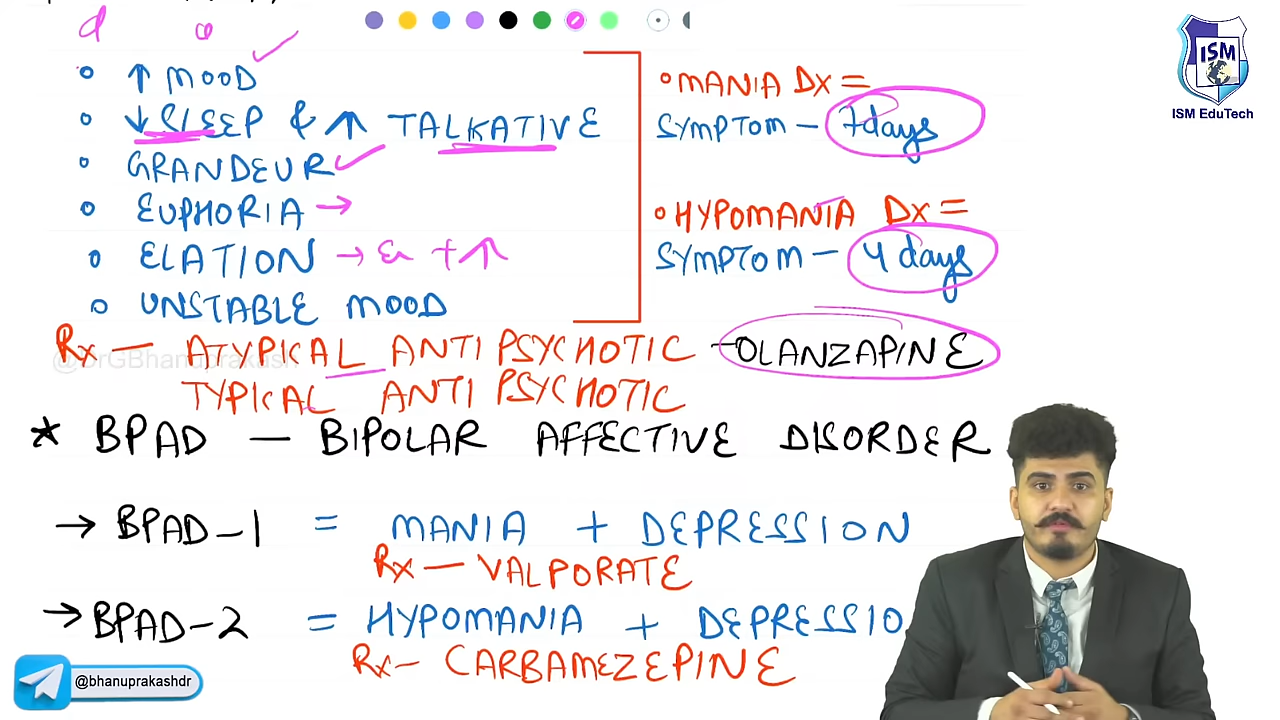 • ↑ MOOD
• ↓ SLEEP & ↑ TALKATIVE
• GRANDEUR
• EUPHORIA →
• ELATION → + ↑
• UNSTABLE MOOD
• MANIA Dx =
SYMPTOM - 7days
• HYPOMANIA Dx =
SYMPTOM - 4 days
Rx - ATYPICAL ANTI PSYCHOTIC - OLANZAPINE
TYPICAL ANTI PSYCHOTIC
* BPAD - BIPOLAR AFFECTIVE DISORDER
→ BPAD-1 = MANIA + DEPRESSION
Rx - VALPORATE
→ BPAD-2 = HYPOMANIA + DEPRESSIO
Rx - CARBAMEZEPINE
ISM
ISM EduTech
@DrGBhanuprakash
@bhanuprakashdr